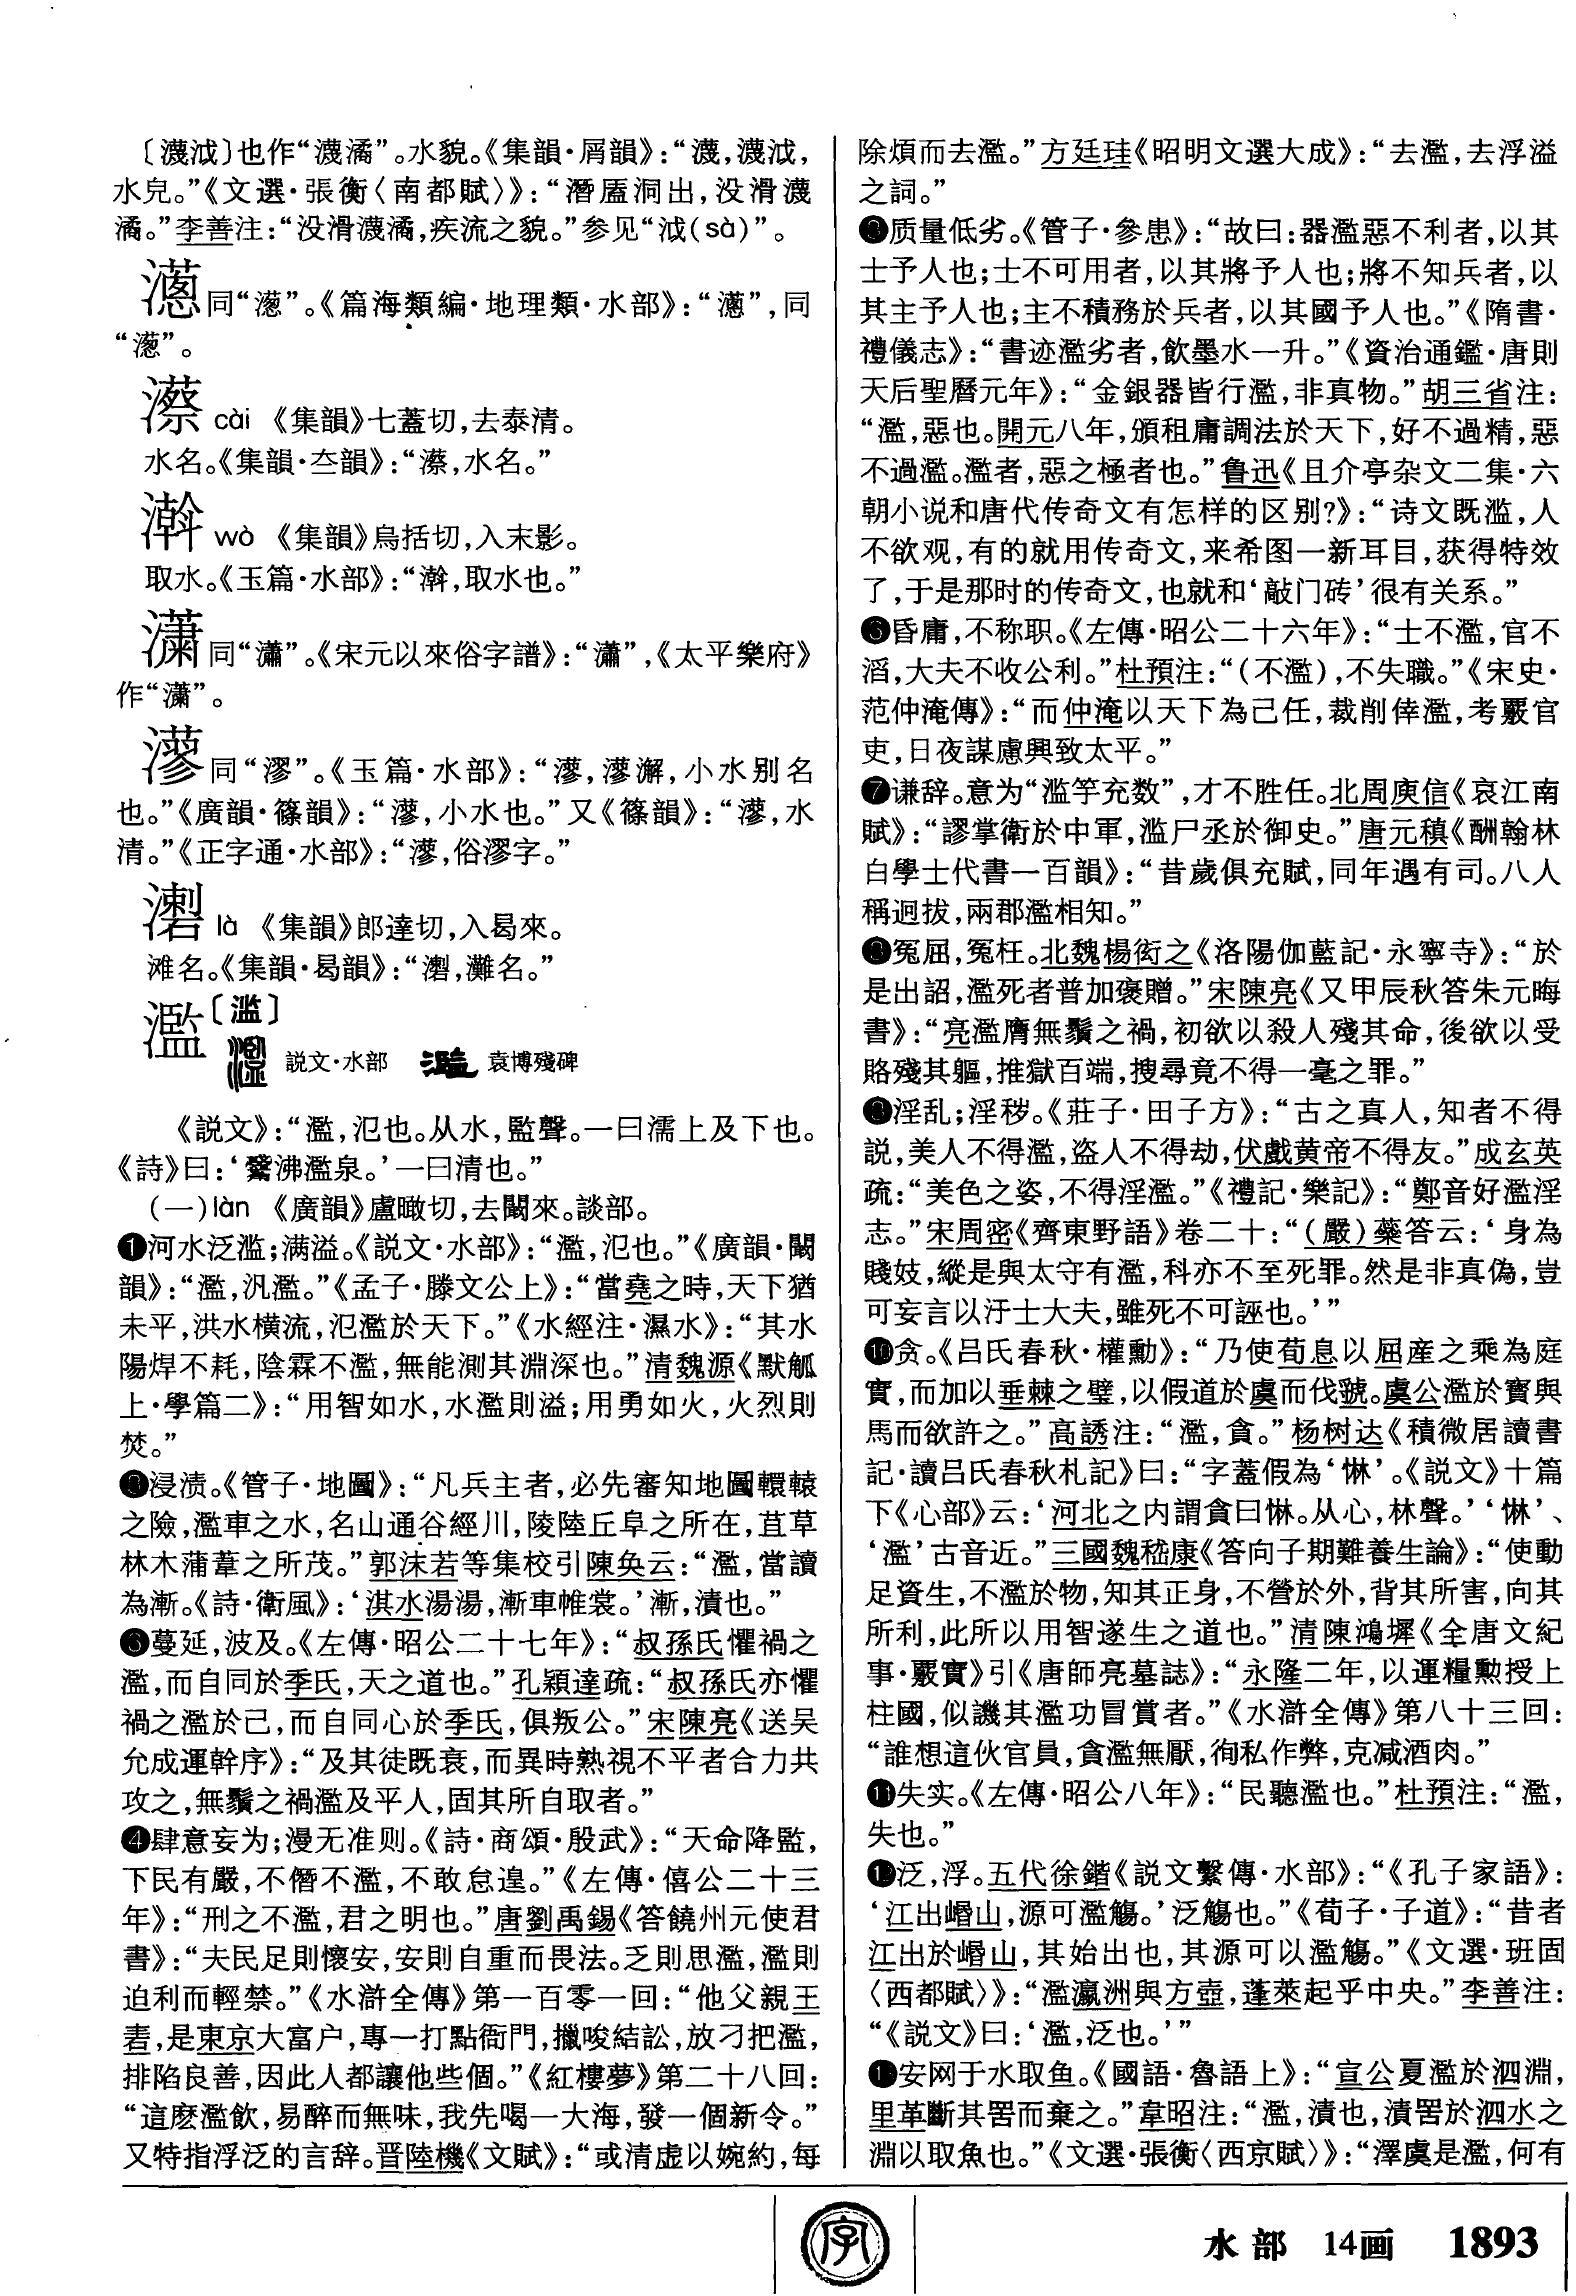 〔瀎泧〕也作“瀎潏”。水貌。《集韻·屑韻》：“瀎，瀎泧，
水皃。”《文選·張衡〈南都賦〉》：“潛㕎洞出，没滑瀎
潏。”李善注：“没滑瀎潏，疾流之貌。”参见“泧(sà)”。
同“㶜”。《篇海類編·地理類·水部》：“，同
“㶜”。
㵏 cài 《集韻》七蓋切，去泰清。
水名。《集韻·夳韻》：“，水名。”
wò 《集韻》烏括切，入末影。
取水。《玉篇·水部》：“，取水也。”
同“瀟”。《宋元以來俗字譜》：“瀟”，《太平樂府》
作“”。
同“漻”。《玉篇·水部》：“，澥，小水别名
也。”《廣韻·篠韻》：“，小水也。”又《篠韻》：“，水
清。”《正字通·水部》：“，俗漻字。”
là 《集韻》郎達切，入曷來。
滩名。《集韻·曷韻》：“，灘名。”
濫〔滥〕
説文·水部 袁博殘碑
《説文》：“濫，氾也。从水，監聲。一曰濡上及下也。
《詩》曰：‘沸濫泉。’一曰清也。”
(一)làn 《廣韻》盧瞰切，去闞來。談部。
❶河水泛滥；满溢。《説文·水部》：“濫，氾也。”《廣韻·闞
韻》：“濫，汎濫。”《孟子·滕文公上》：“當堯之時，天下猶
未平，洪水横流，氾濫於天下。”《水經注·濕水》：“其水
陽焊不耗，陰霖不濫，無能測其淵深也。”清魏源《默觚
上·學篇二》：“用智如水，水濫則溢；用勇如火，火烈則
焚。”
❷浸渍。《管子·地圖》：“凡兵主者，必先審知地圖轘轅
之險，濫車之水，名山通谷經川，陵陸丘阜之所在，苴草
林木蒲葦之所茂。”郭沫若等集校引陳奂云：“濫，當讀
為漸。《詩·衛風》：‘淇水湯湯，漸車帷裳。’漸，漬也。”
❸蔓延，波及。《左傳·昭公二十七年》：“叔孫氏懼禍之
濫，而自同於季氏，天之道也。”孔穎達疏：“叔孫氏亦懼
禍之濫於己，而自同心於季氏，俱叛公。”宋陳亮《送吴
允成運幹序》：“及其徒既衰，而異時熟視不平者合力共
攻之，無鬚之禍濫及平人，固其所自取者。”
❹肆意妄为；漫无准则。《詩·商頌·殷武》：“天命降監，
下民有嚴，不僭不濫，不敢怠遑。”《左傳·僖公二十三
年》：“刑之不濫，君之明也。”唐劉禹錫《答饒州元使君
書》：“夫民足則懷安，安則自重而畏法。乏則思濫，濫則
迫利而輕禁。”《水滸全傳》第一百零一回：“他父親王
砉，是東京大富户，專一打點衙門，攛唆結訟，放刁把濫，
排陷良善，因此人都讓他些個。”《紅樓夢》第二十八回：
“這麽濫飲，易醉而無味，我先喝一大海，發一個新令。”
又特指浮泛的言辞。晋陸機《文賦》：“或清虚以婉約，每
除煩而去濫。”方廷珪《昭明文選大成》：“去濫，去浮溢
之詞。”
❺质量低劣。《管子·參患》：“故曰：器濫惡不利者，以其
士予人也；士不可用者，以其將予人也；將不知兵者，以
其主予人也；主不積務於兵者，以其國予人也。”《隋書·
禮儀志》：“書迹濫劣者，飲墨水一升。”《資治通鑑·唐則
天后聖曆元年》：“金銀器皆行濫，非真物。”胡三省注：
“濫，惡也。開元八年，頒租庸調法於天下，好不過精，惡
不過濫。濫者，惡之極者也。”鲁迅《且介亭杂文二集·六
朝小说和唐代传奇文有怎样的区别？》：“诗文既滥，人
不欲观，有的就用传奇文，来希图一新耳目，获得特效
了，于是那时的传奇文，也就和‘敲门砖’很有关系。”
❻昏庸，不称职。《左傳·昭公二十六年》：“士不濫，官不
滔，大夫不收公利。”杜預注：“（不濫），不失職。”《宋史·
范仲淹傳》：“而仲淹以天下為己任，裁削倖濫，考覈官
吏，日夜謀慮興致太平。”
❼谦辞。意为“滥竽充数”，才不胜任。北周庾信《哀江南
賦》：“謬掌衛於中軍，濫尸丞於御史。”唐元稹《酬翰林
白學士代書一百韻》：“昔歲俱充賦，同年遇有司。八人
稱迥拔，兩郡濫相知。”
❽冤屈，冤枉。北魏楊衒之《洛陽伽藍記·永寧寺》：“於
是出詔，濫死者普加褒贈。”宋陳亮《又甲辰秋答朱元晦
書》：“亮濫膺無鬚之禍，初欲以殺人殘其命，後欲以受
賂殘其軀，推獄百端，搜尋竟不得一毫之罪。”
❾淫乱；淫秽。《莊子·田子方》：“古之真人，知者不得
説，美人不得濫，盗人不得劫，伏戲黄帝不得友。”成玄英
疏：“美色之姿，不得淫濫。”《禮記·樂記》：“鄭音好濫淫
志。”宋周密《齊東野語》卷二十：“（嚴）蘂答云：‘身為
賤妓，縱是與太守有濫，科亦不至死罪。然是非真偽，豈
可妄言以汙士大夫，雖死不可誣也。’”
❿贪。《吕氏春秋·權勳》：“乃使荀息以屈産之乘為庭
實，而加以垂棘之璧，以假道於虞而伐虢。虞公濫於寳與
馬而欲許之。”高誘注：“濫，貪。”杨树达《積微居讀書
記·讀吕氏春秋札記》曰：“字蓋假為‘惏’。《説文》十篇
下《心部》云：‘河北之内謂貪曰惏。从心，林聲。’‘惏’、
‘濫’古音近。”三國魏嵇康《答向子期難養生論》：“使動
足資生，不濫於物，知其正身，不營於外，背其所害，向其
所利，此所以用智遂生之道也。”清陳鴻墀《全唐文紀
事·覈實》引《唐師亮墓誌》：“永隆二年，以運糧勲授上
柱國，似譏其濫功冒賞者。”《水滸全傳》第八十三回：
“誰想這伙官員，貪濫無厭，徇私作弊，克减酒肉。”
⓫失实。《左傳·昭公八年》：“民聽濫也。”杜預注：“濫，
失也。”
⓬泛，浮。五代徐鍇《説文繫傳·水部》：“《孔子家語》：
‘江出㟭山，源可濫觴。’泛觴也。”《荀子·子道》：“昔者
江出於㟭山，其始出也，其源可以濫觴。”《文選·班固
〈西都賦〉》：“濫瀛洲與方壺，蓬萊起乎中央。”李善注：
“《説文》曰：‘濫，泛也。’”
⓭安网于水取鱼。《國語·魯語上》：“宣公夏濫於泗淵，
里革斷其罟而棄之。”韋昭注：“濫，漬也，漬罟於泗水之
淵以取魚也。”《文選·張衡〈西京賦〉》：“澤虞是濫，何有
字
水部 14画 1893